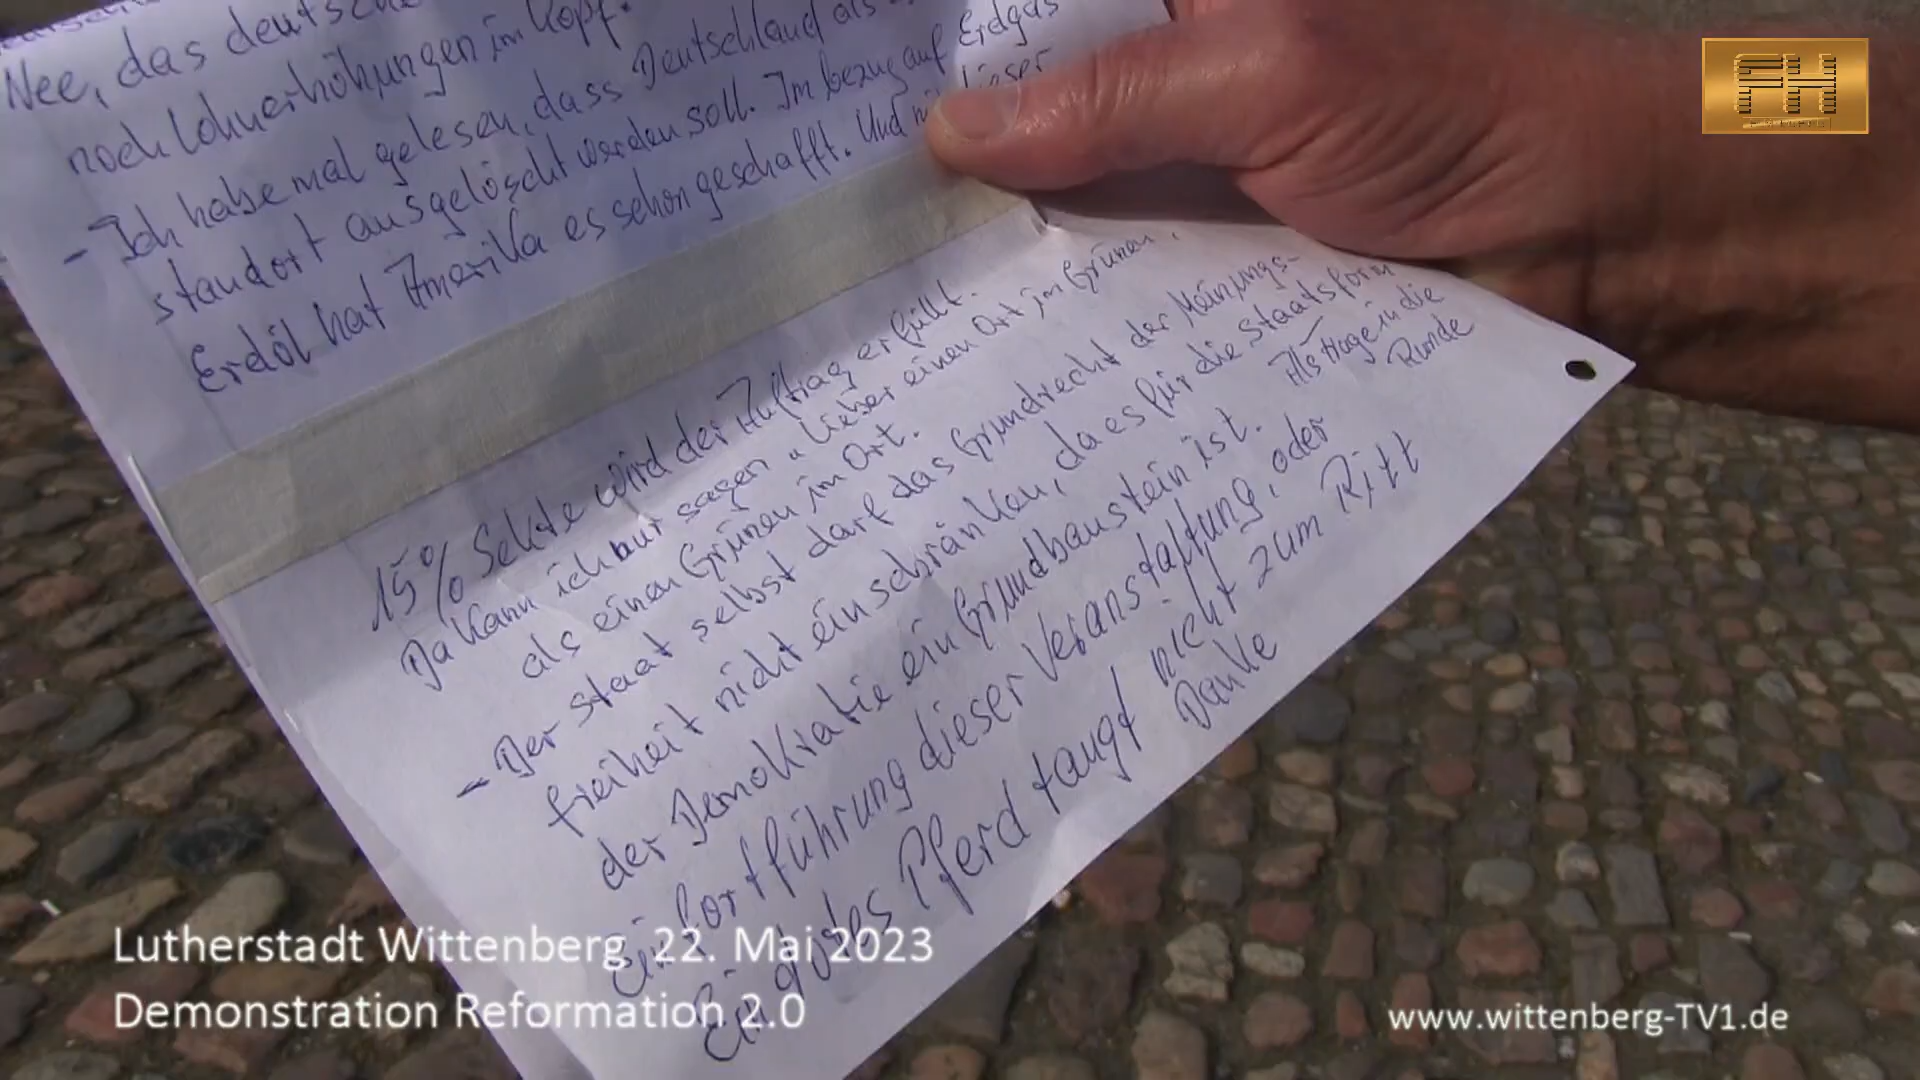 Nee, das deutsche
noch Lohnerhöhungen im Kopf.
- Ich habe mal gelesen, dass Deutschland als
standort ausgelöscht werden soll. Im bezug auf Erdgas
Erdöl hat Amerika es schon geschafft. Und mit dieser
15% Sekte wird der Auftrag erfüllt.
Da kann ich nur sagen „ lieber einen Ort im Grünen,
als einen Grünen im Ort.
- Der Staat selbst darf das Grundrecht der Meinungs-
freiheit nicht einschränken, da es für die Staatsform
der Demokratie ein Grundbaustein ist.
Als Frage in die
Runde
Ein fortführung dieser Veranstaltung, oder
Ein gutes Pferd taugt nicht zum Ritt
Danke
FH
Lutherstadt Wittenberg, 22. Mai 2023
Demonstration Reformation 2.0
www.wittenberg-TV1.de